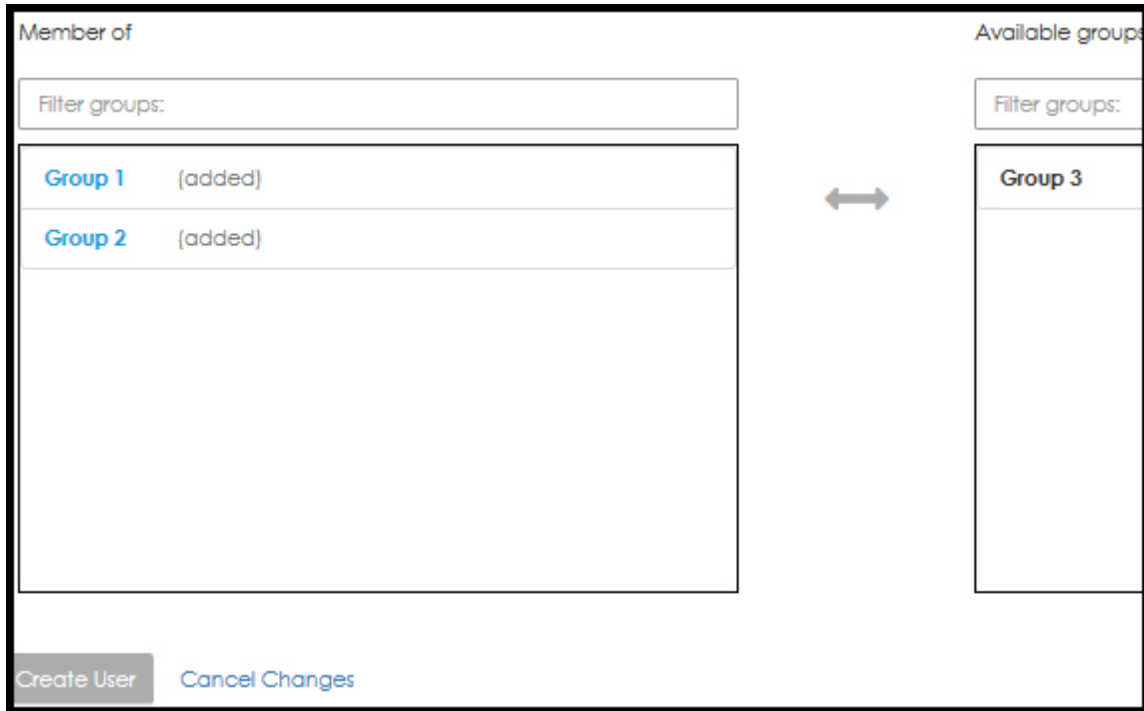 Member of
Available groups
Filter groups:
Filter groups:
Group 1 (added)
Group 3
Group 2 (added)
Create User
Cancel Changes